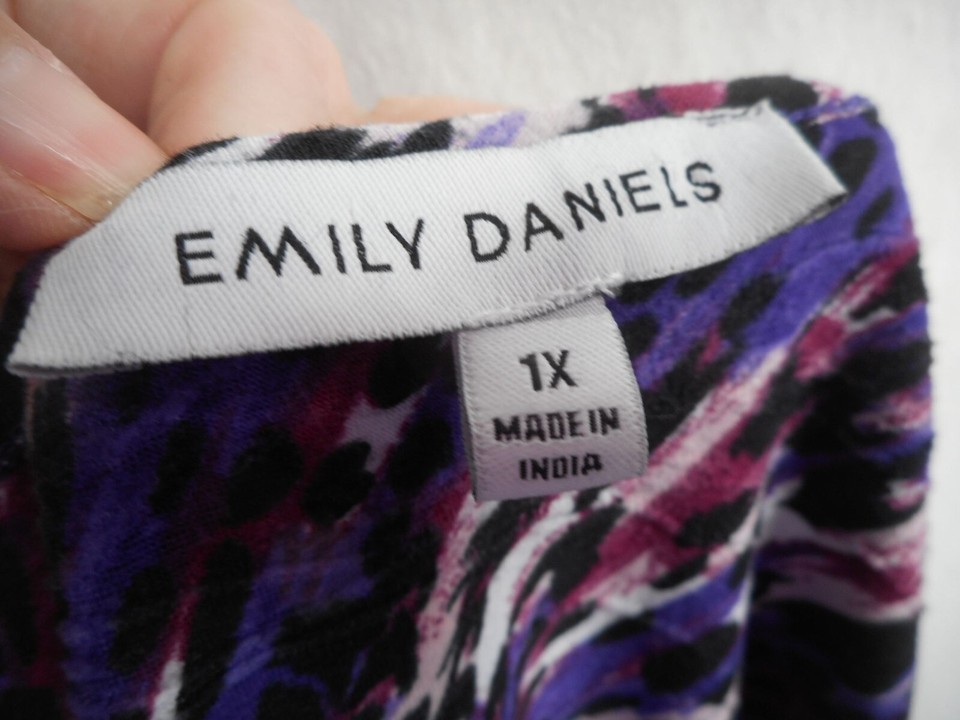 EMILY DANIELS
1X
MADE IN
INDIA